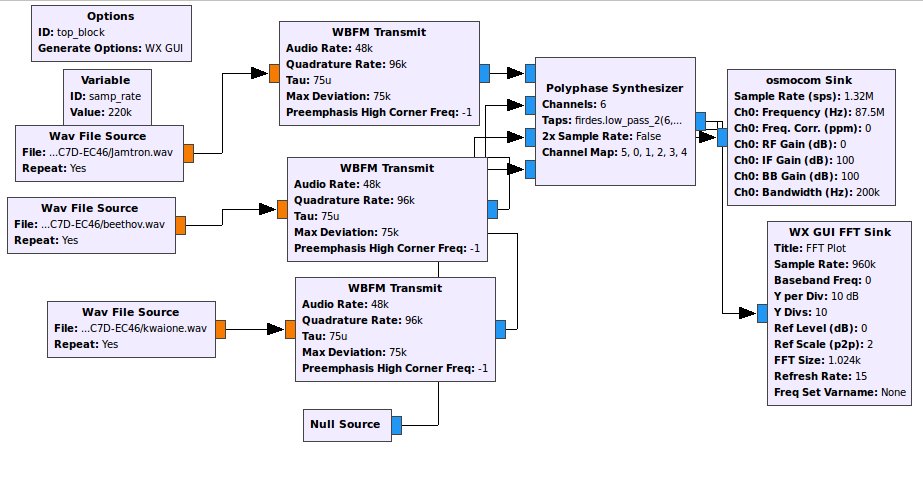 Options
ID: top_block
Generate Options: WX GUI
Variable
ID: samp_rate
Value: 220k
Wav File Source
File: ...C7D-EC46/Jamtron.wav
Repeat: Yes
Wav File Source
File: ...C7D-EC46/beethov.wav
Repeat: Yes
Wav File Source
File: ...C7D-EC46/kwaione.wav
Repeat: Yes
WBFM Transmit
Audio Rate: 48k
Quadrature Rate: 96k
Tau: 75u
Max Deviation: 75k
Preemphasis High Corner Freq: -1
WBFM Transmit
Audio Rate: 48k
Quadrature Rate: 96k
Tau: 75u
Max Deviation: 75k
Preemphasis High Corner Freq: -1
WBFM Transmit
Audio Rate: 48k
Quadrature Rate: 96k
Tau: 75u
Max Deviation: 75k
Preemphasis High Corner Freq: -1
Null Source
Polyphase Synthesizer
Channels: 6
Taps: firdes.low_pass_2(6,...
2x Sample Rate: False
Channel Map: 5, 0, 1, 2, 3, 4
osmocom Sink
Sample Rate (sps): 1.32M
Ch0: Frequency (Hz): 87.5M
Ch0: Freq. Corr. (ppm): 0
Ch0: RF Gain (dB): 0
Ch0: IF Gain (dB): 100
Ch0: BB Gain (dB): 100
Ch0: Bandwidth (Hz): 200k
WX GUI FFT Sink
Title: FFT Plot
Sample Rate: 960k
Baseband Freq: 0
Y per Div: 10 dB
Y Divs: 10
Ref Level (dB): 0
Ref Scale (p2p): 2
FFT Size: 1.024k
Refresh Rate: 15
Freq Set Varname: None